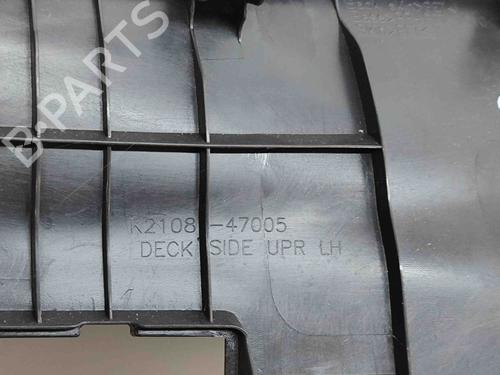 B-PARTS
K2108 -47005
DECK SIDE UPR LH